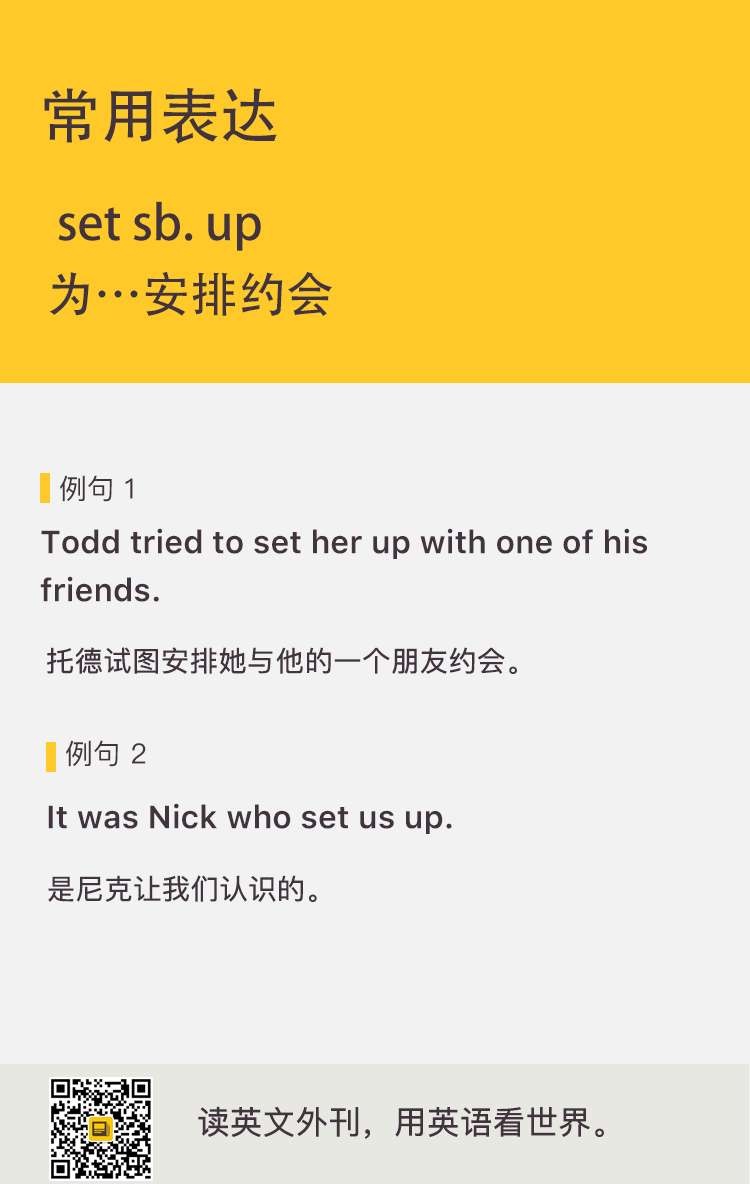 常用表达
set sb. up
为…安排约会
例句 1
Todd tried to set her up with one of his
friends.
托德试图安排她与他的一个朋友约会。
例句 2
It was Nick who set us up.
是尼克让我们认识的。
读英文外刊，用英语看世界。